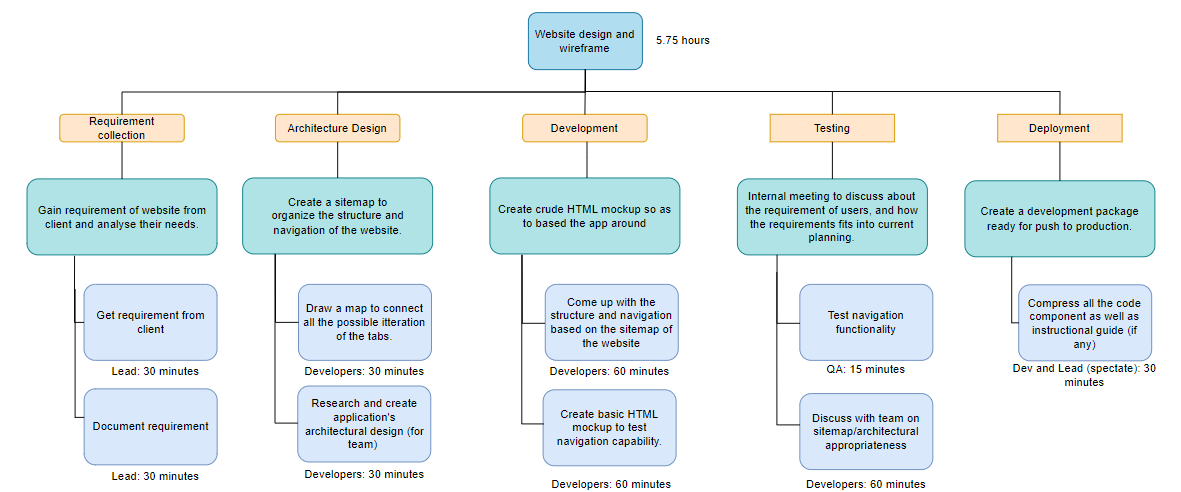 Website design and
wireframe
5.75 hours
Requirement
collection
Architecture Design
Development
Testing
Deployment
Gain requirement of website from
client and analyse their needs.
Create a sitemap to
organize the structure and
navigation of the website.
Create crude HTML mockup so as
to based the app around
Internal meeting to discuss about
the requirement of users, and how
the requirements fits into current
planning.
Create a development package
ready for push to production.
Get requirement from
client
Lead: 30 minutes
Draw a map to connect
all the possible itteration
of the tabs.
Developers: 30 minutes
Come up with the
structure and navigation
based on the sitemap of
the website
Developers: 60 minutes
Test navigation
functionality
QA: 15 minutes
Compress all the code
component as well as
instructional guide (if
any)
Dev and Lead (spectate): 30
minutes
Document requirement
Lead: 30 minutes
Research and create
application's
architectural design (for
team)
Developers: 30 minutes
Create basic HTML
mockup to test
navigation capability.
Developers: 60 minutes
Discuss with team on
sitemap/architectural
appropriateness
Developers: 60 minutes